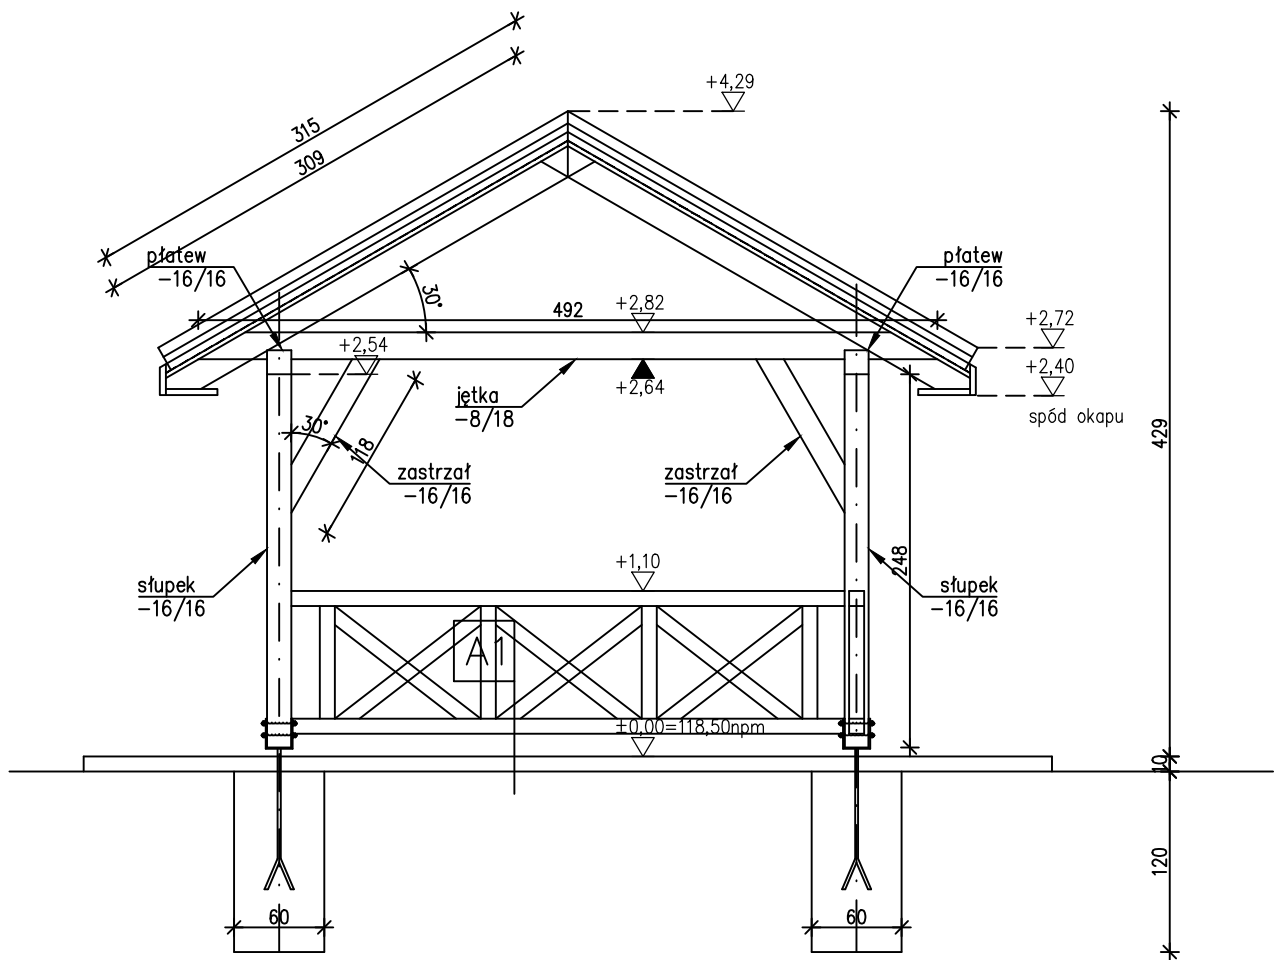 +4,29
315
309
płatew
-16/16
płatew
-16/16
30°
492
+2,82
+2,72
+2,54
+2,40
+2,64
spód okapu
jętka
-8/18
30°
118
429
zastrzał
-16/16
zastrzał
-16/16
248
+1,10
słupek
-16/16
słupek
-16/16
A1
±0,00=118,50npm
10
120
60
60